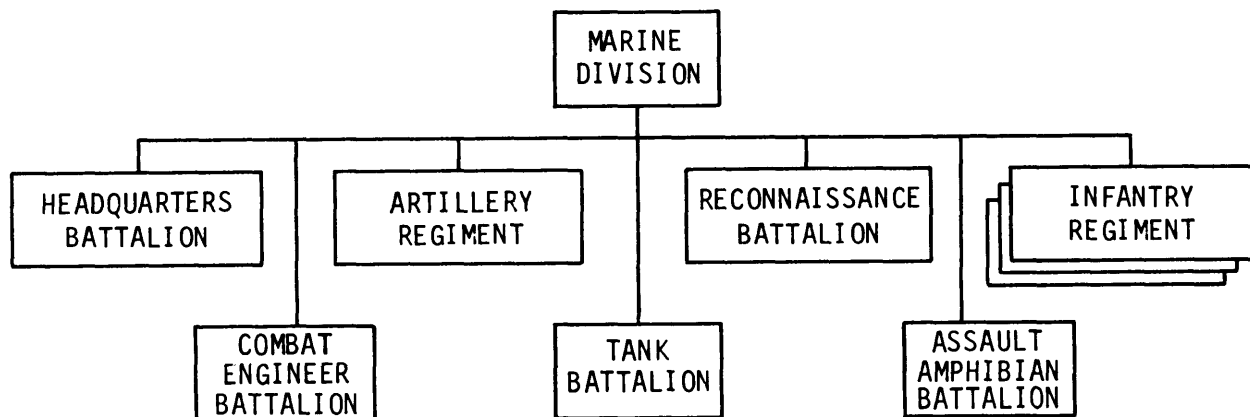 MARINE
DIVISION
HEADQUARTERS
BATTALION
ARTILLERY
REGIMENT
RECONNAISSANCE
BATTALION
INFANTRY
REGIMENT
COMBAT
ENGINEER
BATTALION
TANK
BATTALION
ASSAULT
AMPHIBIAN
BATTALION